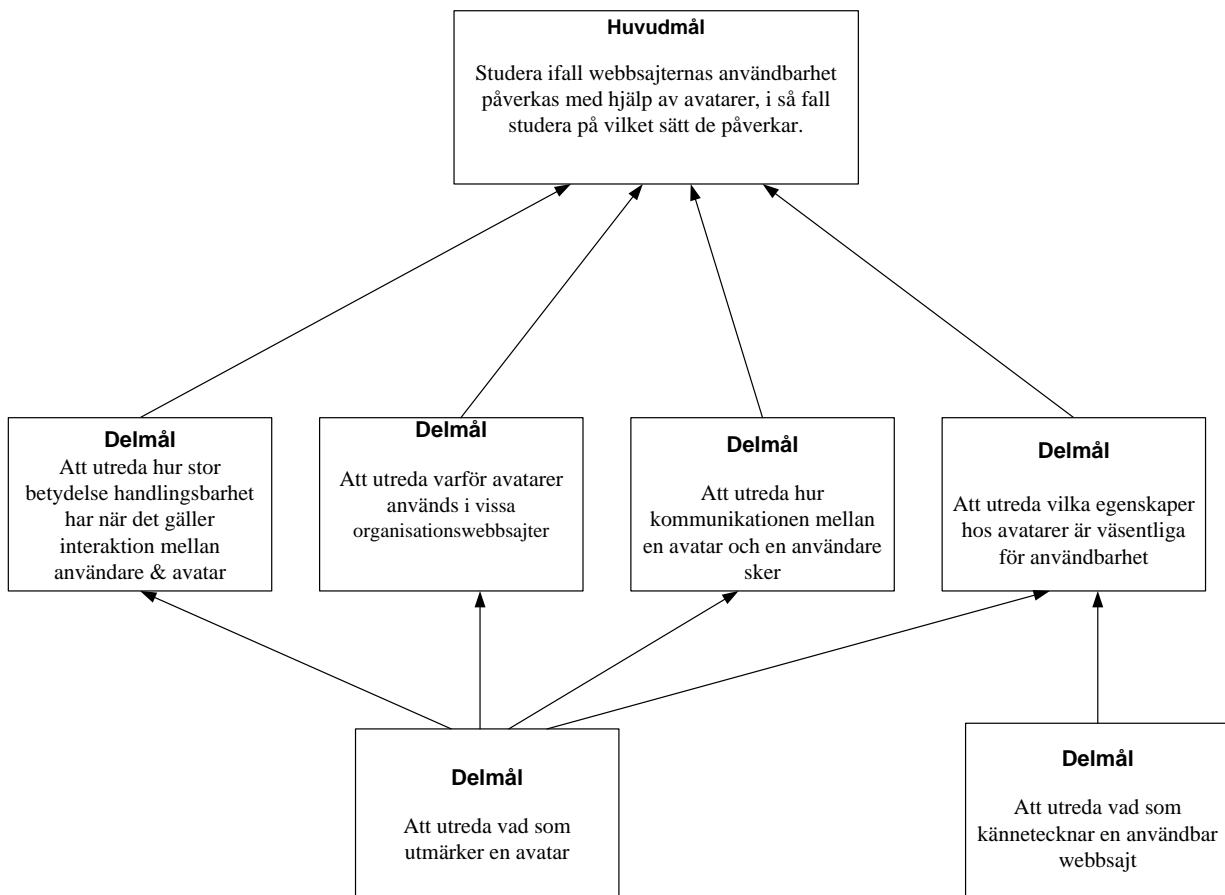 Huvudmål
Studera ifall webbsajternas användbarhet
påverkas med hjälp av avatarer, i så fall
studera på vilket sätt de påverkar.
Delmål
Att utreda hur stor
betydelse handlingsbarhet
har när det gäller
interaktion mellan
användare & avatar
Delmål
Att utreda varför avatarer
används i vissa
organisationswebbsajter
Delmål
Att utreda hur
kommunikationen mellan
en avatar och en användare
sker
Delmål
Att utreda vilka egenskaper
hos avatarer är väsentliga
för användbarhet
Delmål
Att utreda vad som
utmärker en avatar
Delmål
Att utreda vad som
kännetecknar en användbar
webbsajt